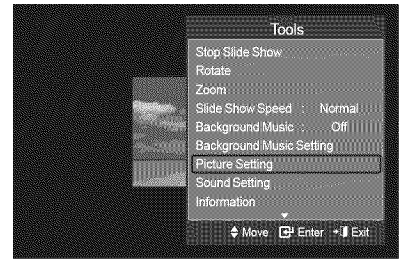 Tools
Stop Slide Show
Rotate
Zoom
Slide Show Speed : Normal
Background Music : Off
Background Music Setting
Picture Setting
Sound Setting
Information
Move Enter Exit